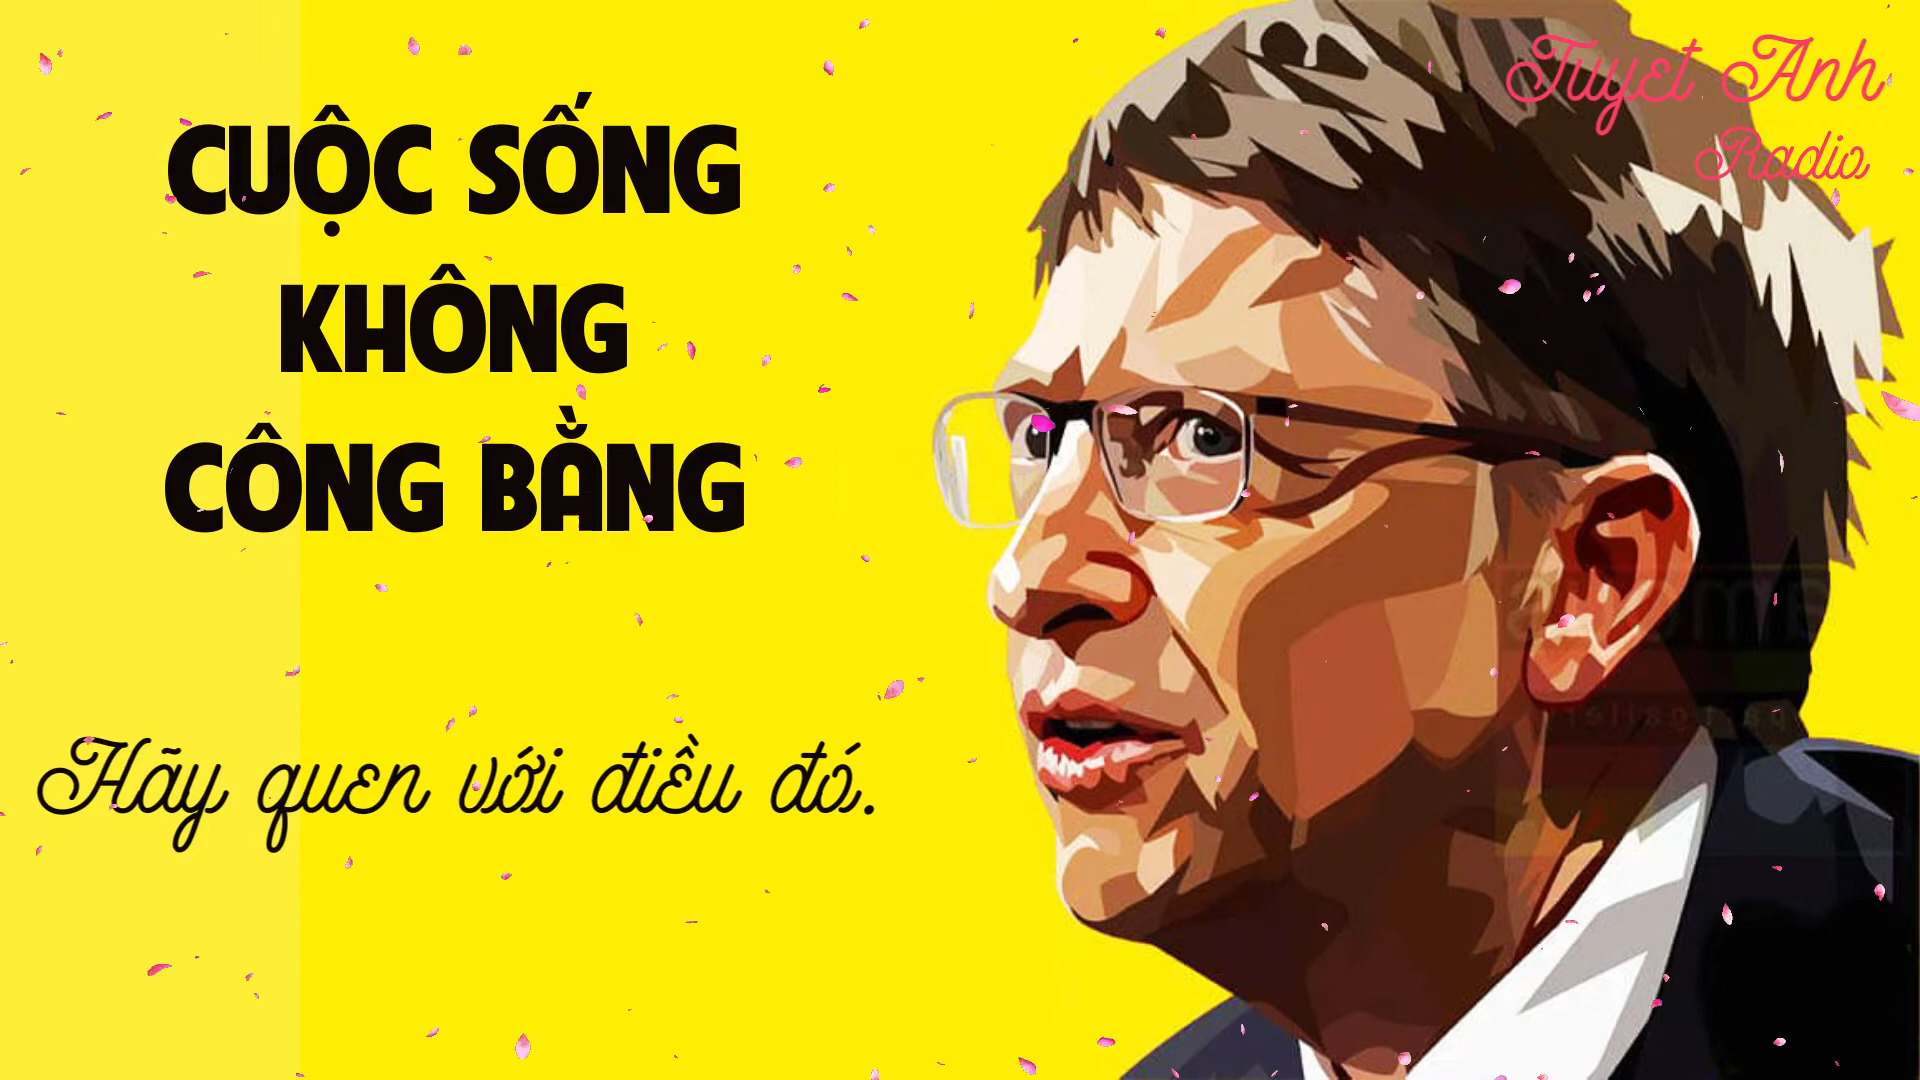 CUỘC SỐNG
KHÔNG
CÔNG BẰNG
Hãy quen với điều đó.
Tuyet Anh
Radio